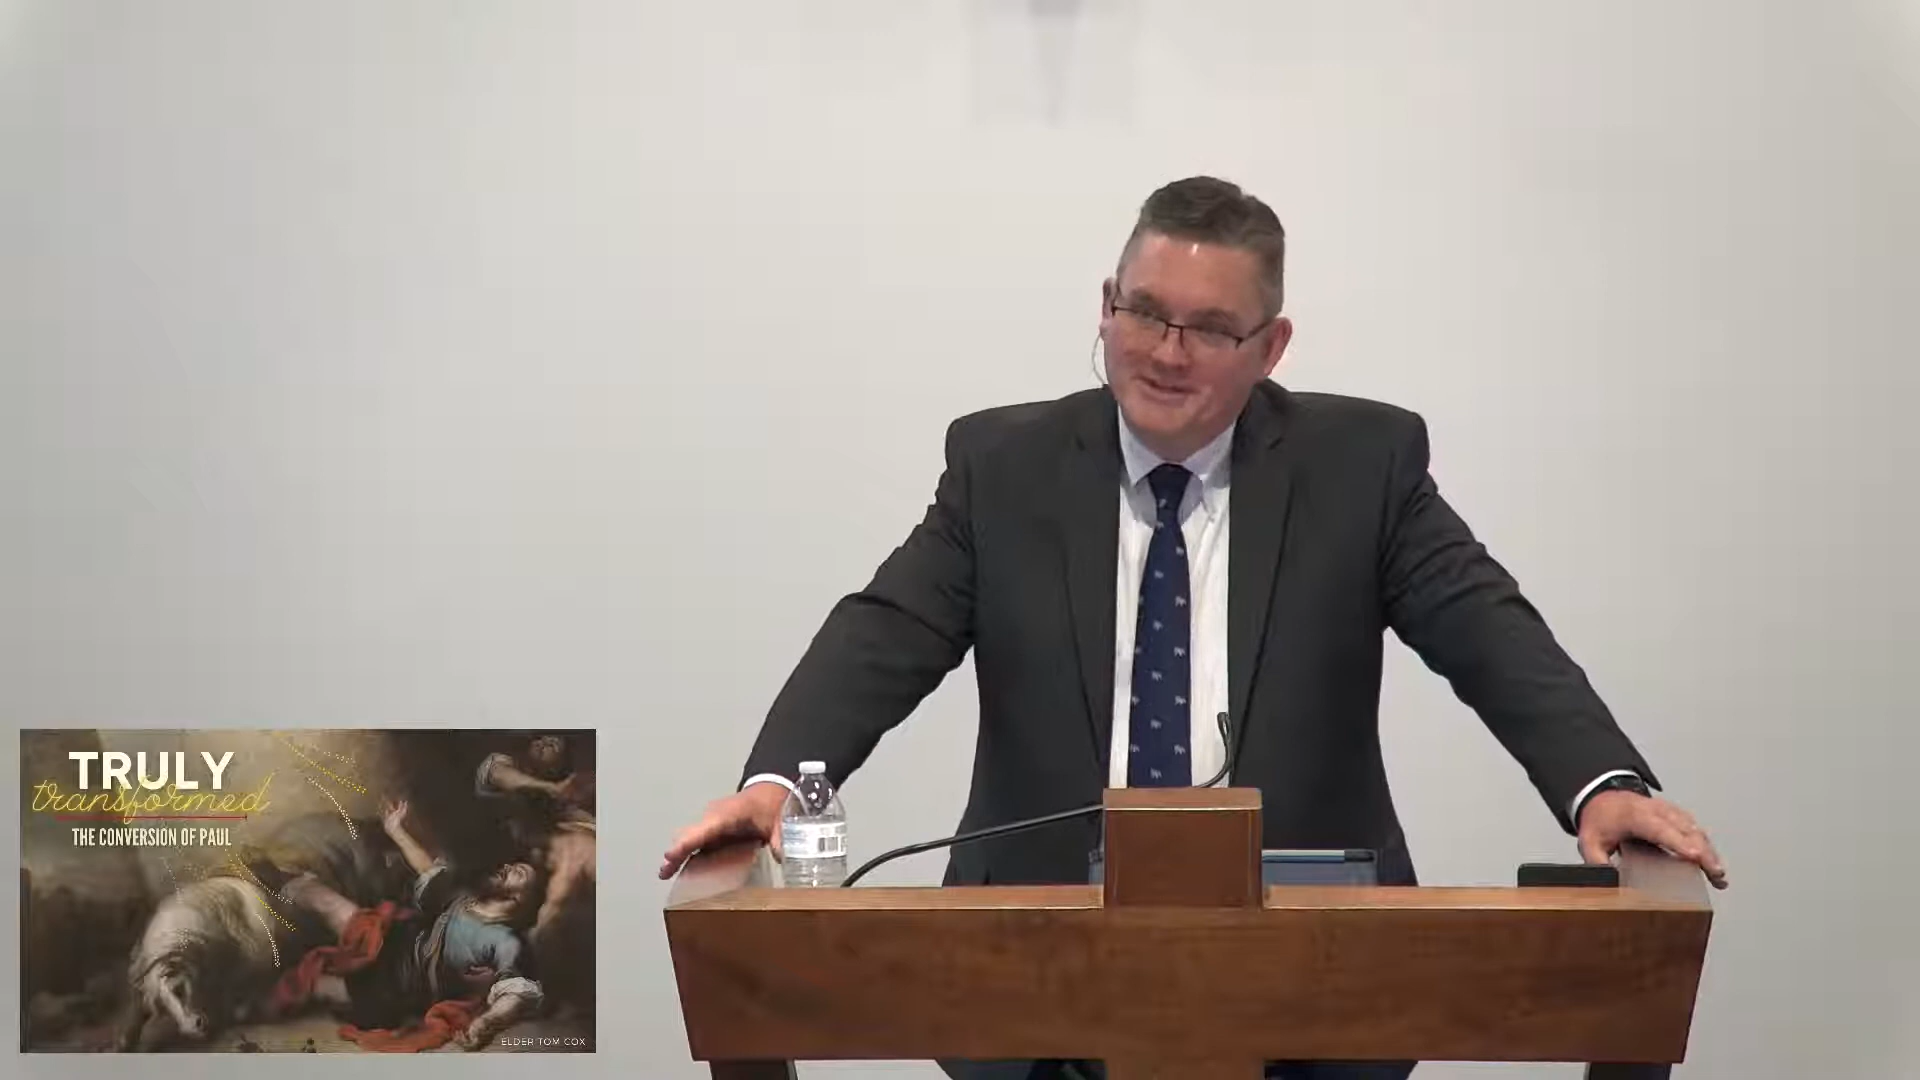 TRULY
transformed
THE CONVERSION OF PAUL
ELDER TOM COX